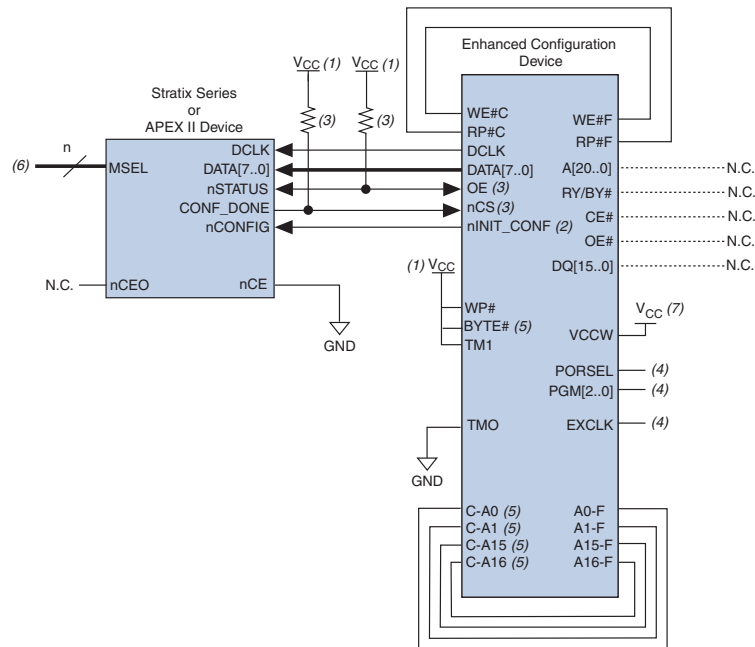 Enhanced Configuration
Device
VCC (1)
VCC (1)
Stratix Series
or
APEX II Device
(3)
(3)
n
(6)
MSEL
DCLK
DATA[7..0]
nSTATUS
CONF_DONE
nCONFIG
N.C.
nCEO
nCE
GND
WE#C
RP#C
DCLK
DATA[7..0]
OE (3)
nCS (3)
nINIT_CONF (2)
(1) VCC
WP#
BYTE# (5)
TM1
TMO
GND
C-A0 (5)
C-A1 (5)
C-A15 (5)
C-A16 (5)
WE#F
RP#F
A[20..0]
N.C.
RY/BY#
N.C.
CE#
N.C.
OE#
N.C.
DQ[15..0]
N.C.
VCC (7)
VCCW
PORSEL
(4)
PGM[2..0]
(4)
EXCLK
(4)
A0-F
A1-F
A15-F
A16-F